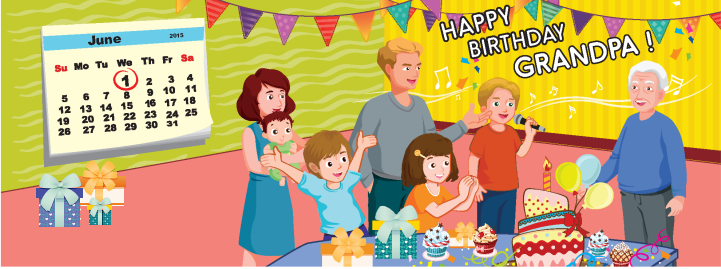 HAPPY
BIRTHDAY
GRANDPA !
June 2015
Su Mo Tu We Th Fr Sa
1 2 3 4
5 6 7 8 9 10 11
12 13 14 15 16 17 18
19 20 21 22 23 24 25
26 27 28 29 30 31